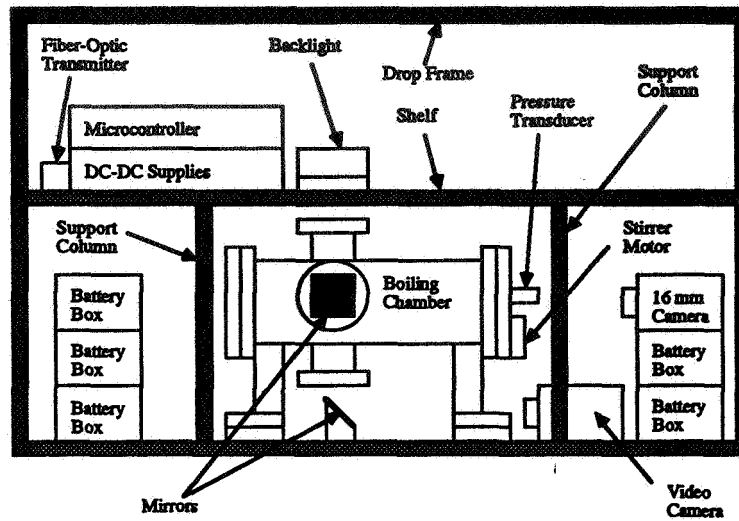 Fiber-Optic
Transmitter
Backlight
Drop Frame
Support
Column
Shelf
Pressure
Transducer
Microcontroller
DC-DC Supplies
Support
Column
Stirrer
Motor
Boiling
Chamber
Battery
Box
Battery
Box
Battery
Box
16 mm
Camera
Battery
Box
Battery
Box
Mirrors
Video
Camera